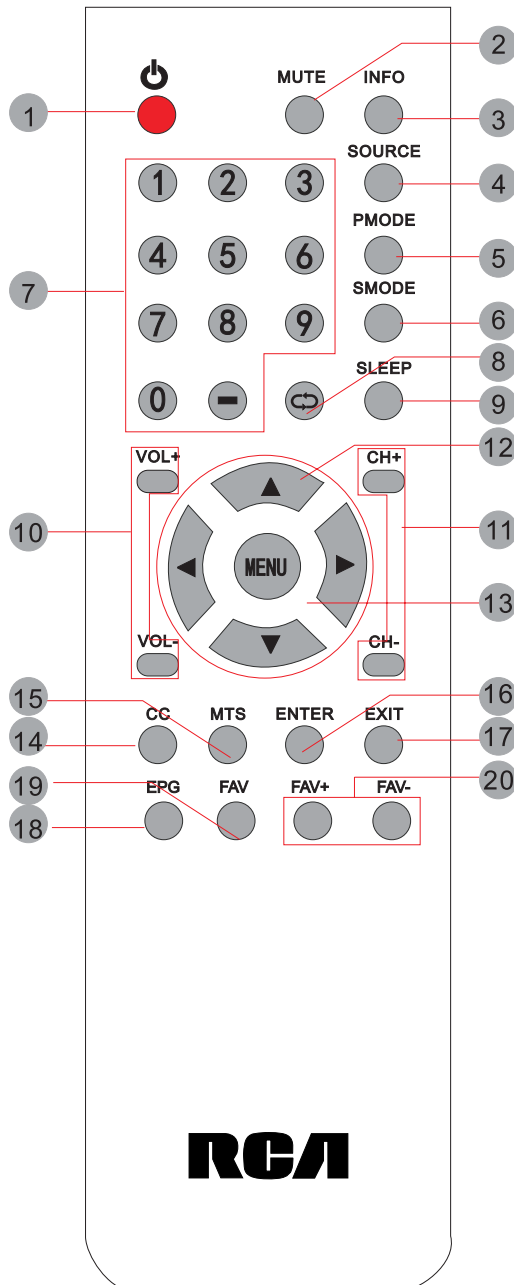 2
MUTE INFO
1
3
SOURCE
1 2 3
4
PMODE
4 5 6
5
7
SMODE
7 8 9
6
8
SLEEP
0 -
9
VOL+ CH+
12
10
11
MENU
13
VOL- CH-
15
16
CC MTS ENTER EXIT
14
17
19
20
EPG FAV FAV+ FAV-
18
RCA